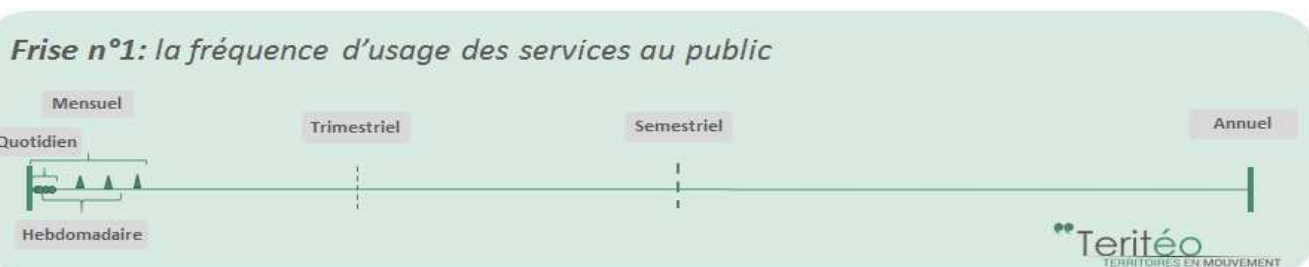 Frise n°1: la fréquence d'usage des services au public
Mensuel
Quotidien
Trimestriel
Semestriel
Annuel
Hebdomadaire
Teritéo
TERRITOIRES EN MOUVEMENT